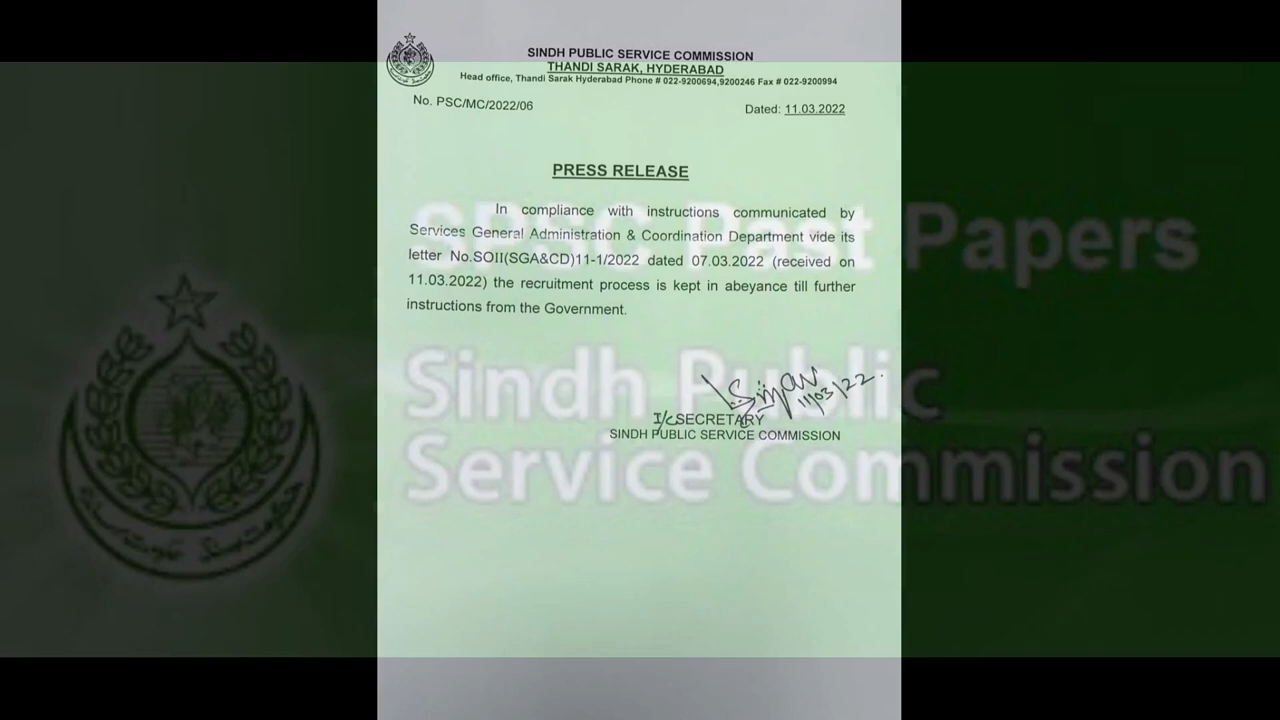 SINDH PUBLIC SERVICE COMMISSION
THANDI SARAK, HYDERABAD
Head office, Thandi Sarak Hyderabad Phone # 022-9200694,9200246 Fax # 022-9200994
No. PSC/MC/2022/06
Dated: 11.03.2022
PRESS RELEASE
In compliance with instructions communicated by
Services General Administration & Coordination Department vide its
letter No.SOII(SGA&CD)11-1/2022 dated 07.03.2022 (received on
11.03.2022) the recruitment process is kept in abeyance till further
instructions from the Government.
11/03/22.
I/c SECRETARY
SINDH PUBLIC SERVICE COMMISSION
SPSC Past Papers
Sindh Public
Service Commission